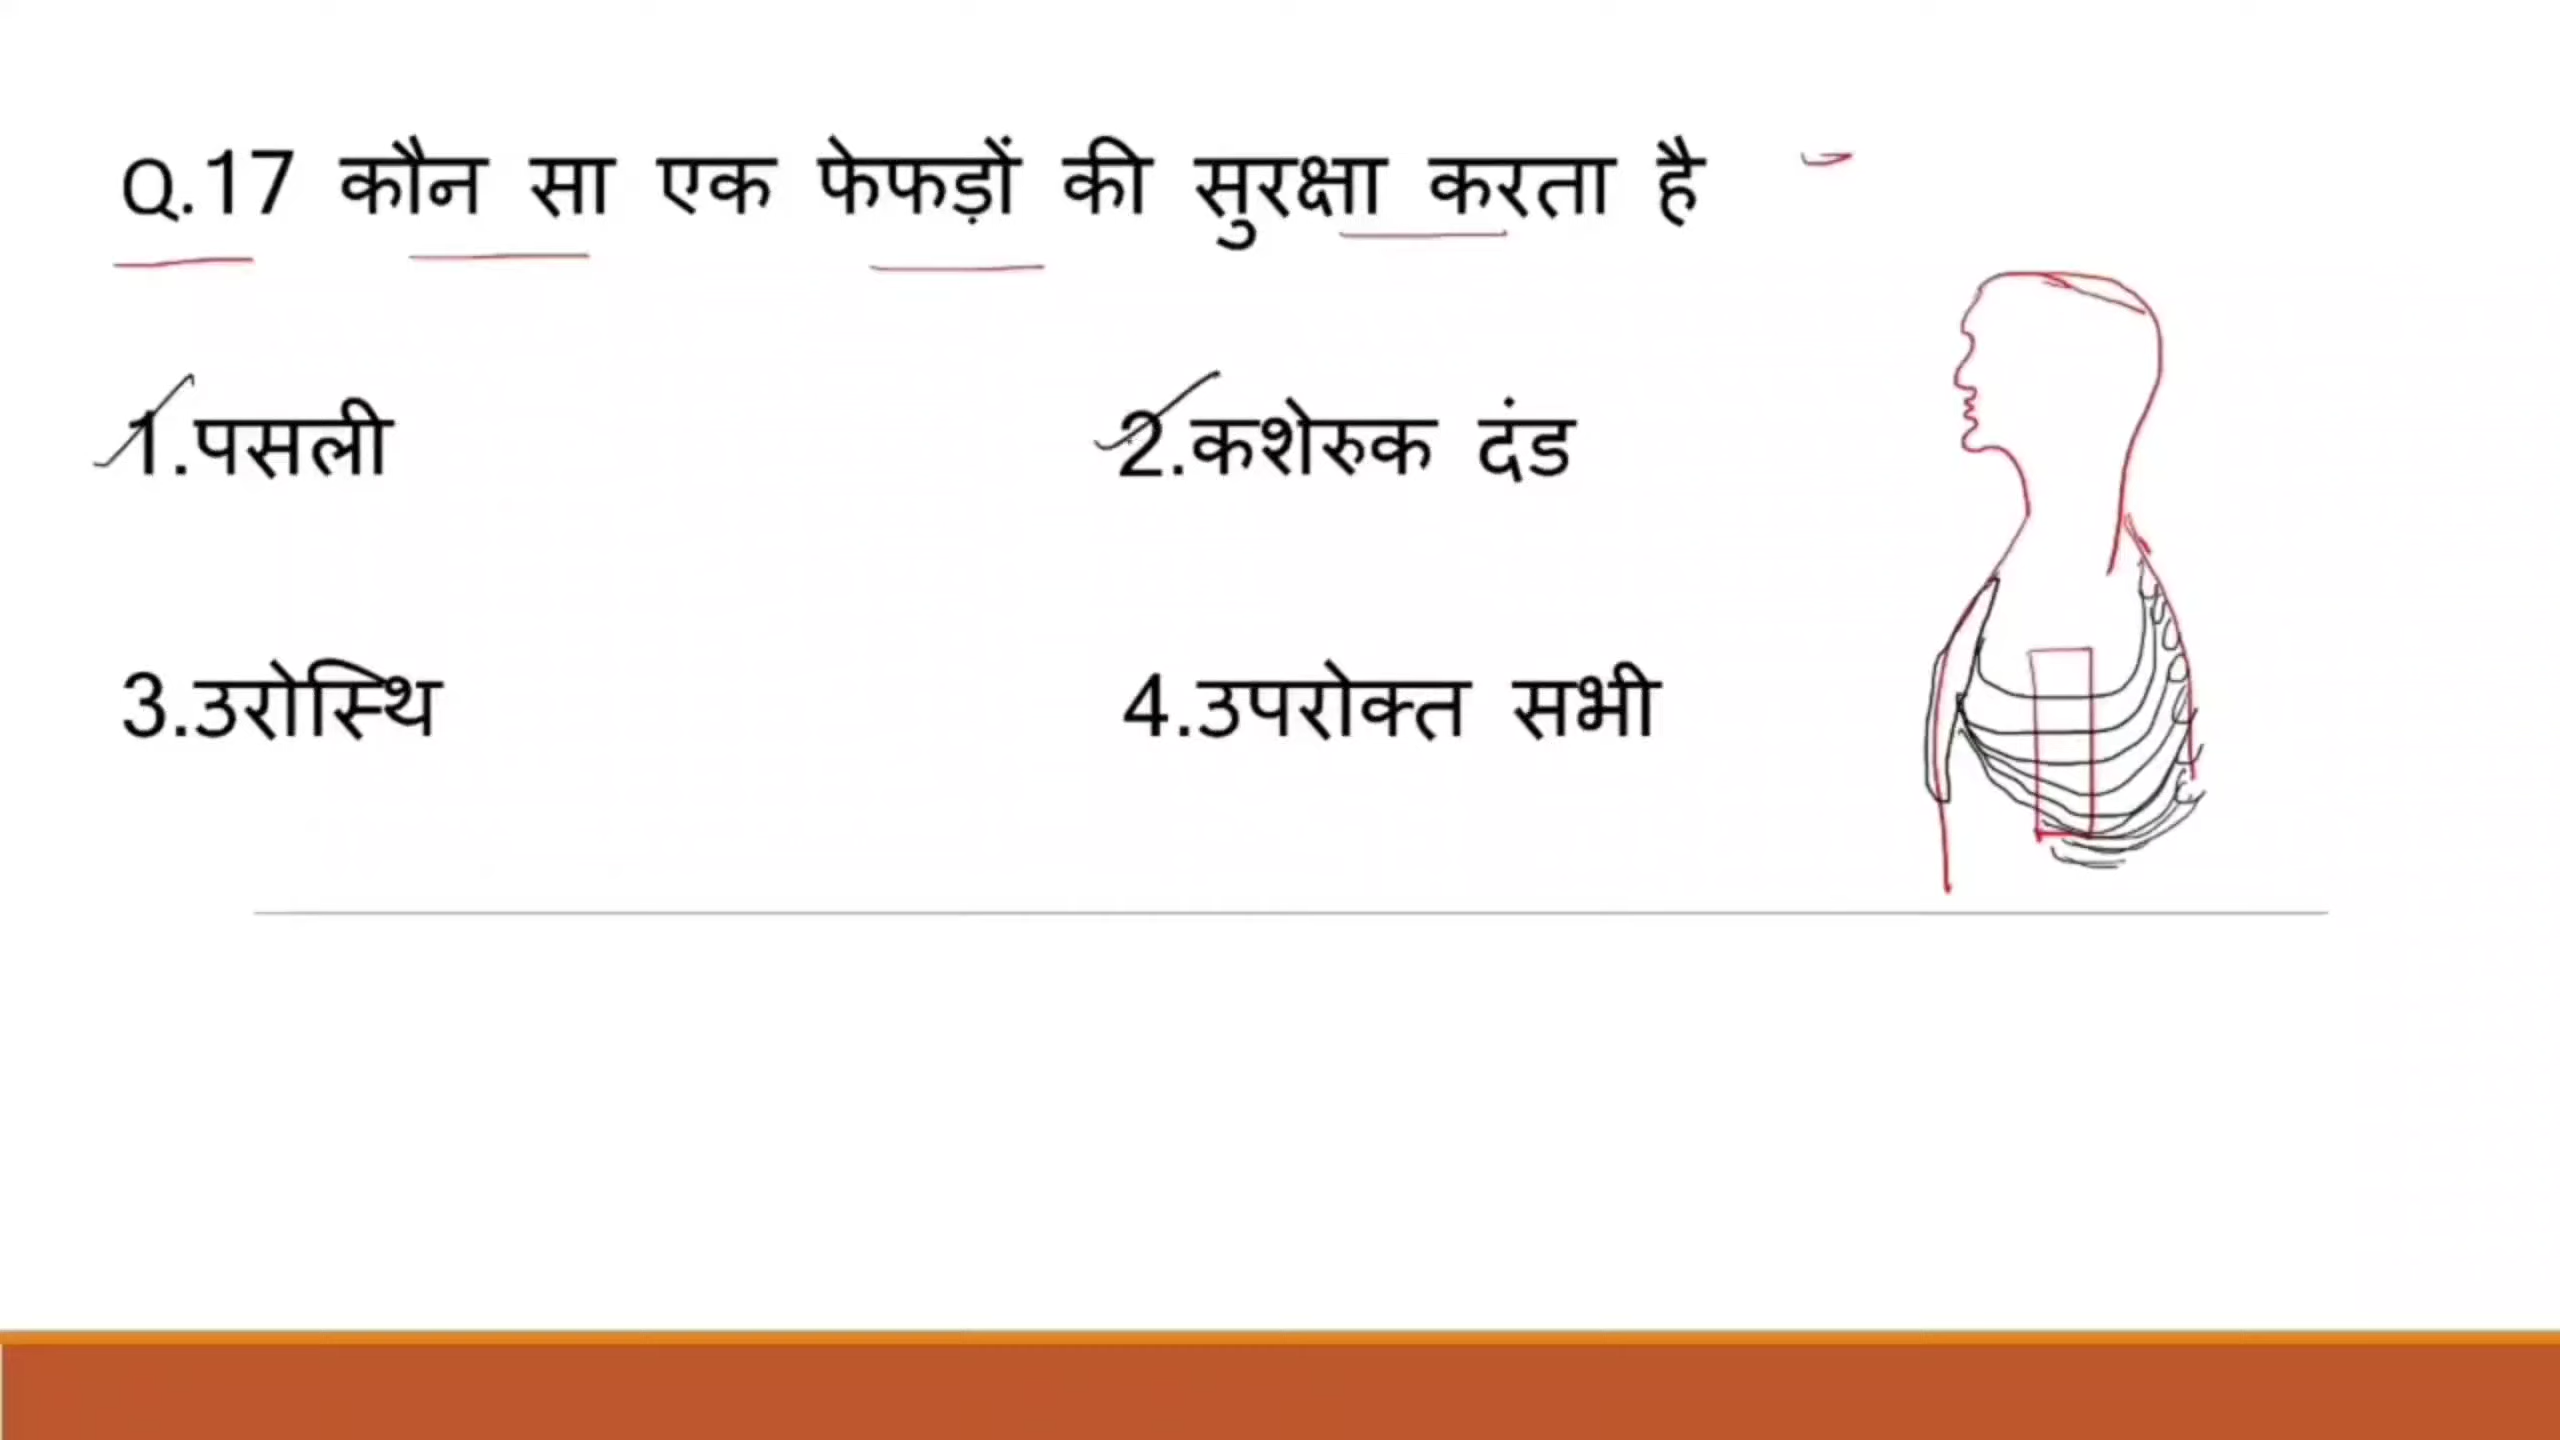 Q.17 कौन सा एक फेफड़ों की सुरक्षा करता है
1.पसली 2.कशेरुक दंड
3.उरोस्थि 4.उपरोक्त सभी